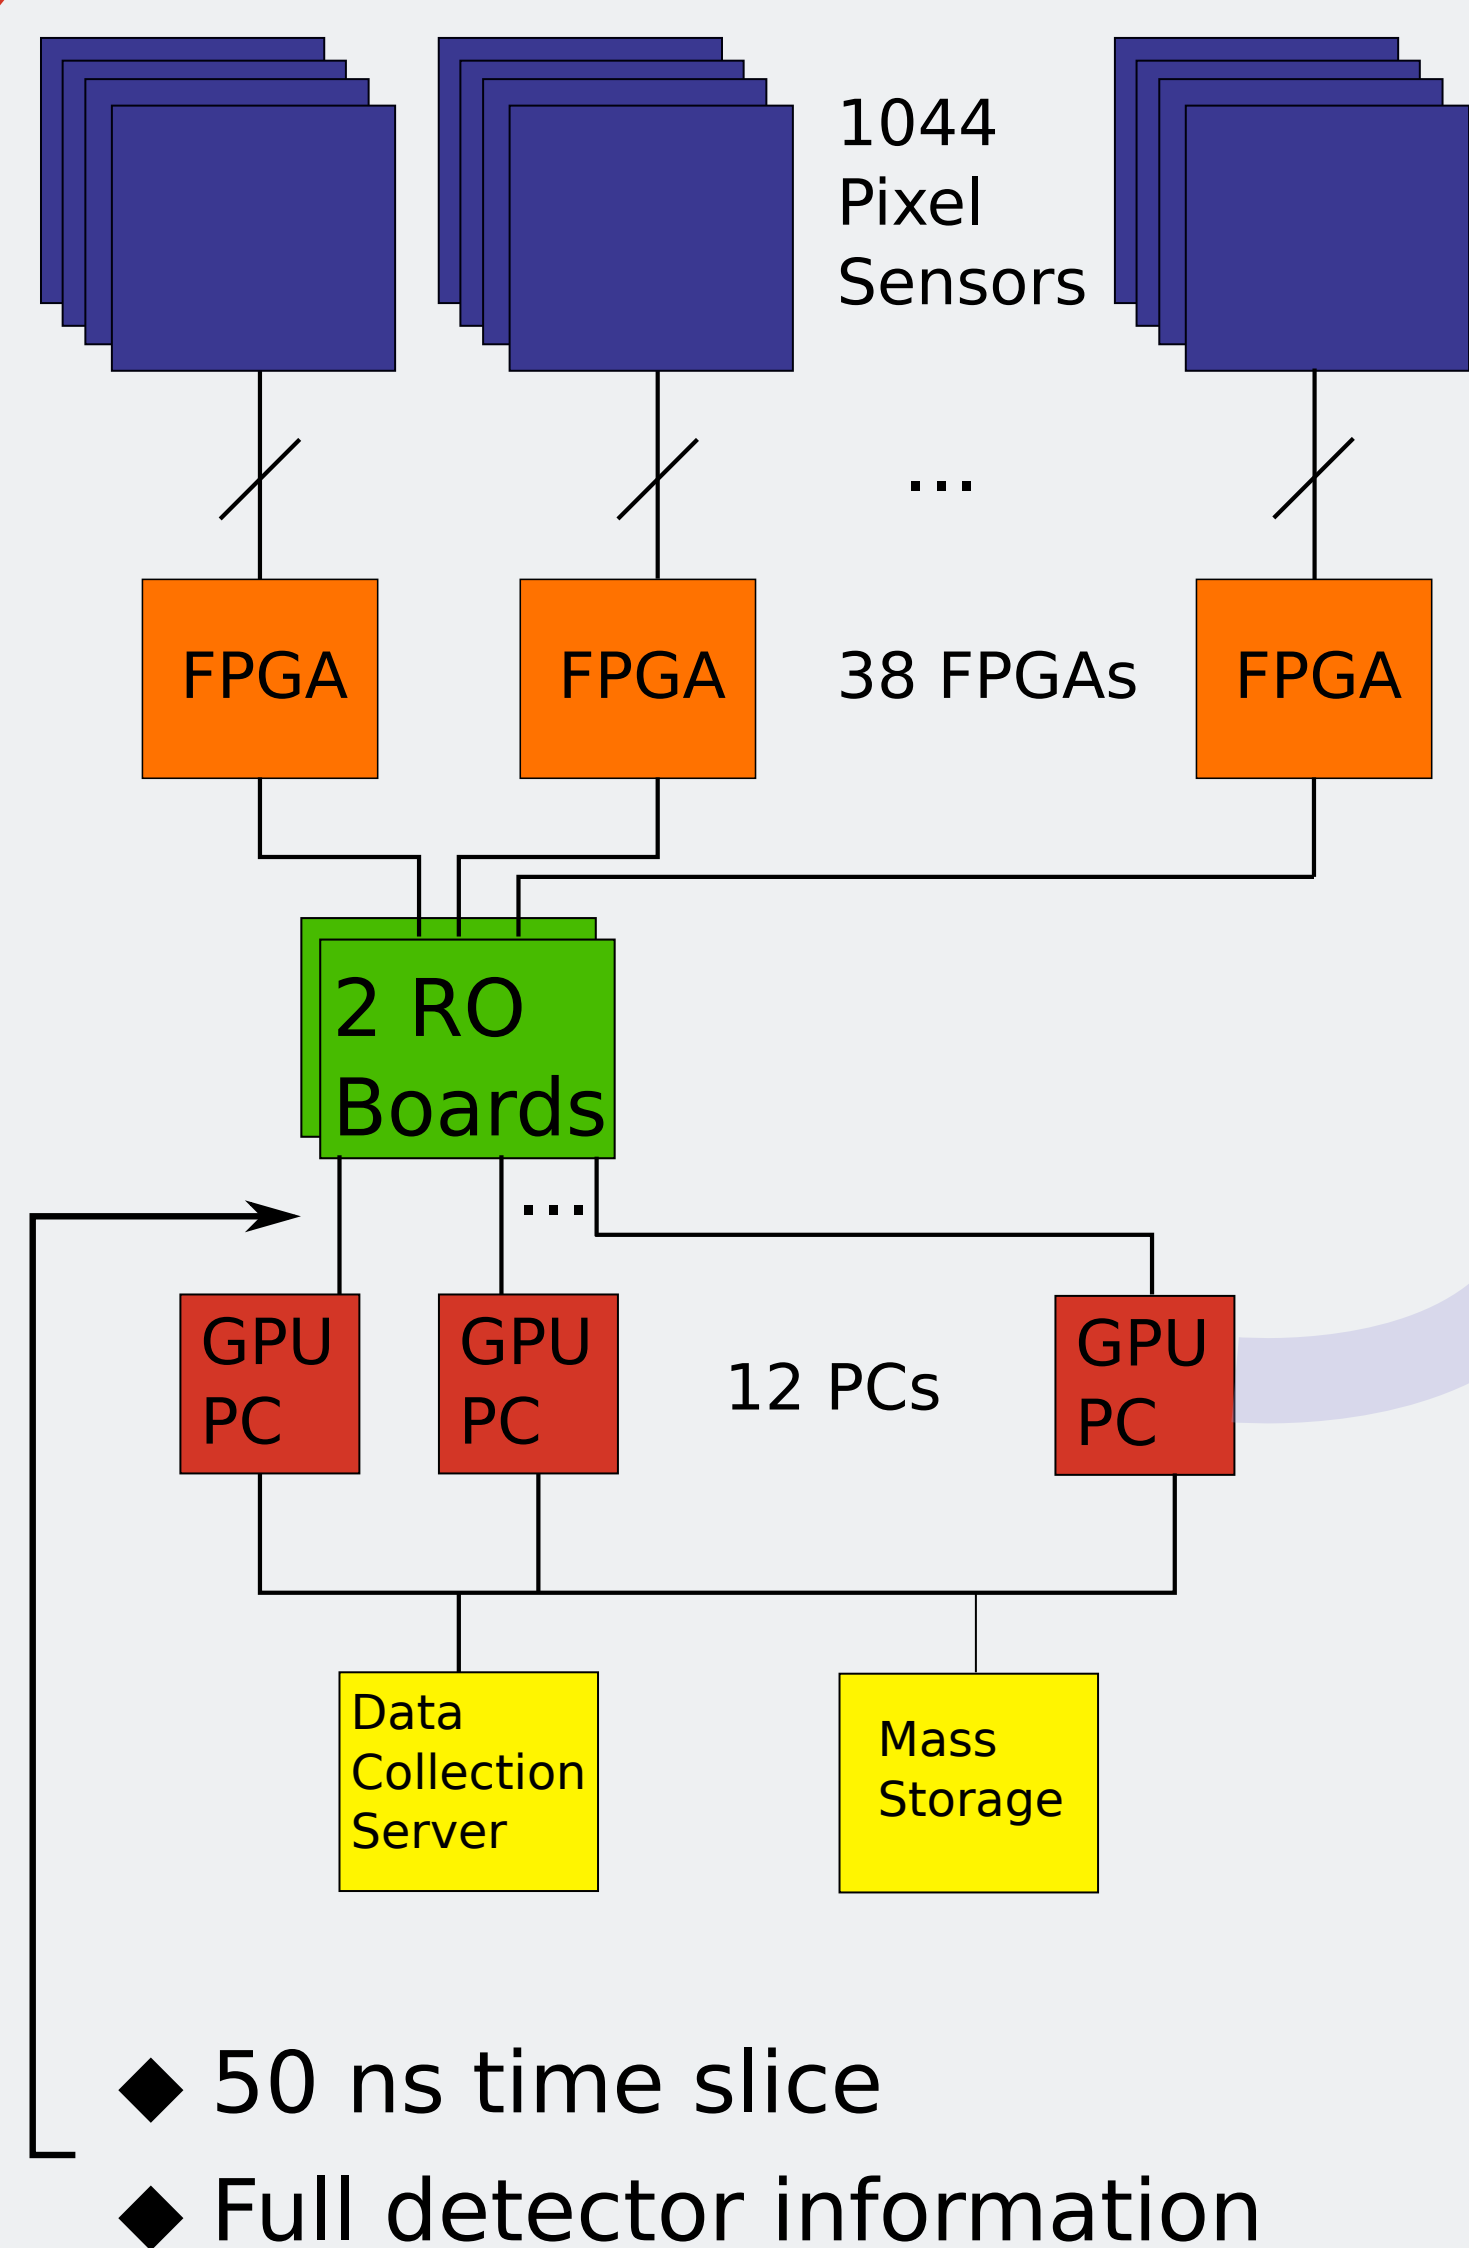 1044
Pixel
Sensors
...
FPGA
FPGA
38 FPGAs
FPGA
2 RO
Boards
...
GPU
PC
GPU
PC
12 PCs
GPU
PC
Data
Collection
Server
Mass
Storage
◆ 50 ns time slice
◆ Full detector information